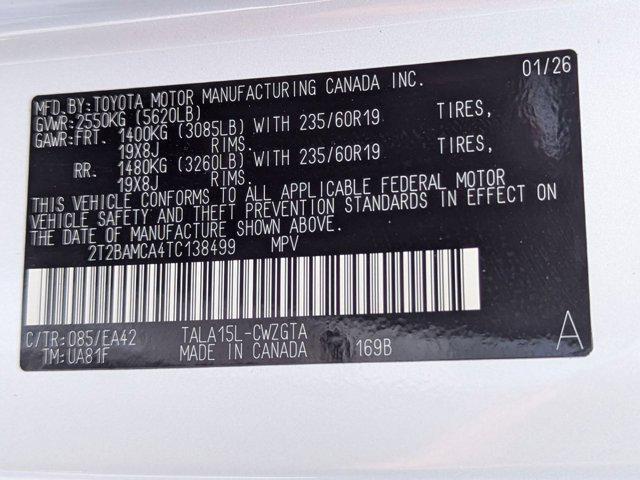 MFD.BY:TOYOTA MOTOR MANUFACTURING CANADA INC. 01/26
GVWR:2550KG (5620LB)
GAWR:FRT. 1400KG (3085LB) WITH 235/60R19 TIRES,
19X8J RIMS.
RR. 1480KG (3260LB) WITH 235/60R19 TIRES,
19X8J RIMS.
THIS VEHICLE CONFORMS TO ALL APPLICABLE FEDERAL MOTOR
VEHICLE SAFETY AND THEFT PREVENTION STANDARDS IN EFFECT ON
THE DATE OF MANUFACTURE SHOWN ABOVE.
2T2BAMCA4TC138499 MPV
C/TR:085/EA42 TALA15L-CWZGTA A
TM:UA81F MADE IN CANADA 169B